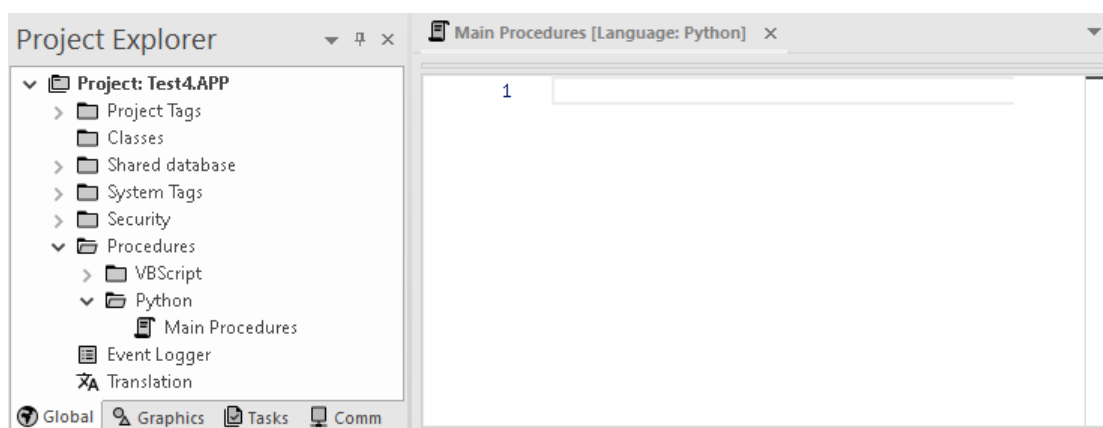 Project Explorer
Project: Test4.APP
Project Tags
Classes
Shared database
System Tags
Security
Procedures
VBScript
Python
Main Procedures
Event Logger
Translation
Global Graphics Tasks Comm
Main Procedures [Language: Python]
1